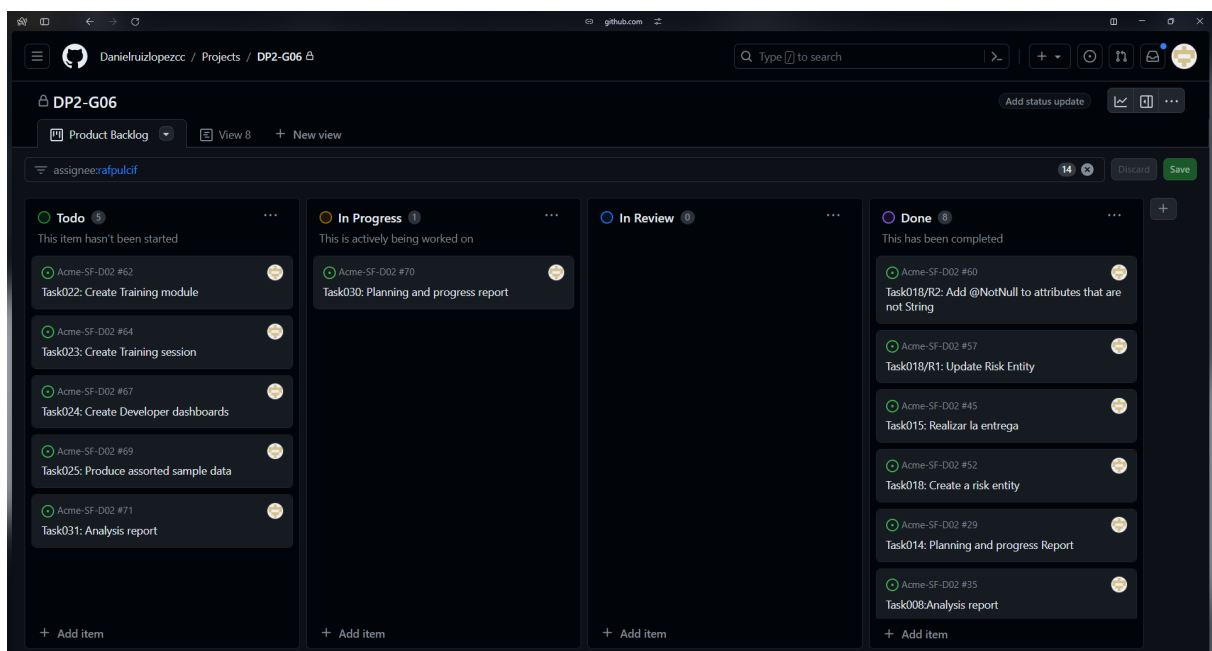 github.com
Danielruizlopezcc / Projects / DP2-G06
Type / to search
DP2-G06
Add status update
Product Backlog
View 8
+ New view
assignee:rafpulcif
14
Discard
Save
Todo 5
This item hasn't been started
Acme-SF-D02 #62
Task022: Create Training module
Acme-SF-D02 #64
Task023: Create Training session
Acme-SF-D02 #67
Task024: Create Developer dashboards
Acme-SF-D02 #69
Task025: Produce assorted sample data
Acme-SF-D02 #71
Task031: Analysis report
+ Add item
In Progress 1
This is actively being worked on
Acme-SF-D02 #70
Task030: Planning and progress report
+ Add item
In Review 0
+ Add item
Done 8
This has been completed
Acme-SF-D02 #60
Task018/R2: Add @NotNull to attributes that are
not String
Acme-SF-D02 #57
Task018/R1: Update Risk Entity
Acme-SF-D02 #45
Task015: Realizar la entrega
Acme-SF-D02 #52
Task018: Create a risk entity
Acme-SF-D02 #29
Task014: Planning and progress Report
Acme-SF-D02 #35
Task008:Analysis report
+ Add item